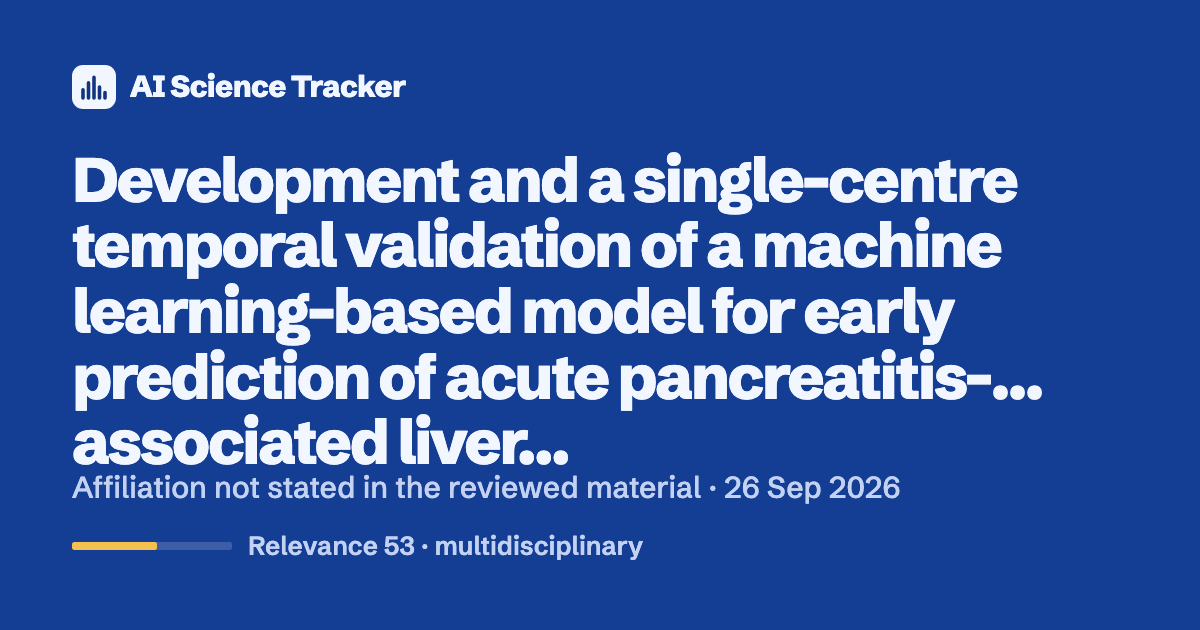 AI Science Tracker
Development and a single-centre
temporal validation of a machine
learning-based model for early
prediction of acute pancreatitis-...
associated liver...
Affiliation not stated in the reviewed material · 26 Sep 2026
Relevance 53 · multidisciplinary